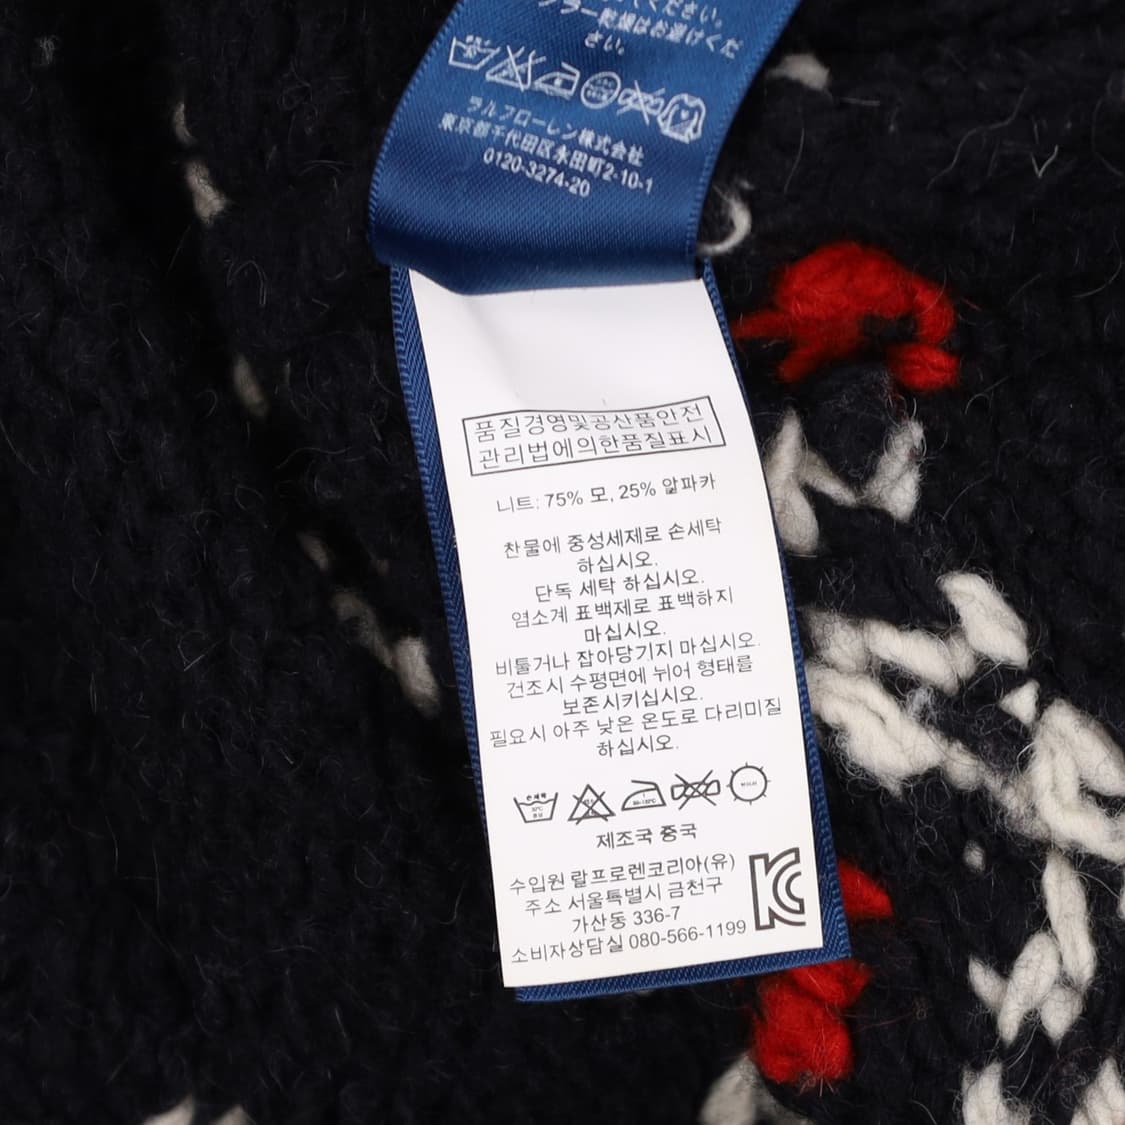 ください。
さい。
ラルフローレン株式会社
東京都千代田区永田町2-10-1
0120-3274-20
품질경영및공산품안전
관리법에의한품질표시
니트: 75% 모, 25% 알파카
찬물에 중성세제로 손세탁
하십시오.
단독 세탁 하십시오.
염소계 표백제로 표백하지
마십시오.
비틀거나 잡아당기지 마십시오.
건조시 수평면에 뉘어 형태를
보존시키십시오.
필요시 아주 낮은 온도로 다리미질
하십시오.
제조국 중국
수입원 랄프로렌코리아(유)
주소 서울특별시 금천구
가산동 336-7
소비자상담실 080-566-1199